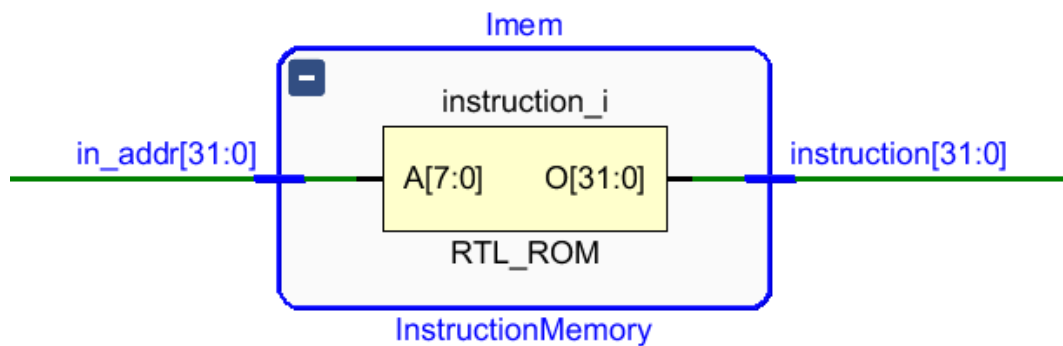 Imem
instruction_i
in_addr[31:0]
A[7:0]
O[31:0]
instruction[31:0]
RTL_ROM
InstructionMemory